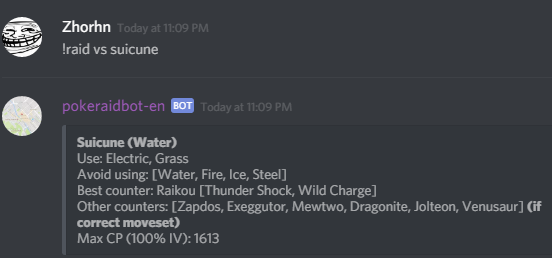 Zhorhn Today at 11:09 PM
!raid vs suicune
pokeraidbot-en BOT Today at 11:09 PM
Suicune (Water)
Use: Electric, Grass
Avoid using: [Water, Fire, Ice, Steel]
Best counter: Raikou [Thunder Shock, Wild Charge]
Other counters: [Zapdos, Exeggutor, Mewtwo, Dragonite, Jolteon, Venusaur] (if
correct moveset)
Max CP (100% IV): 1613